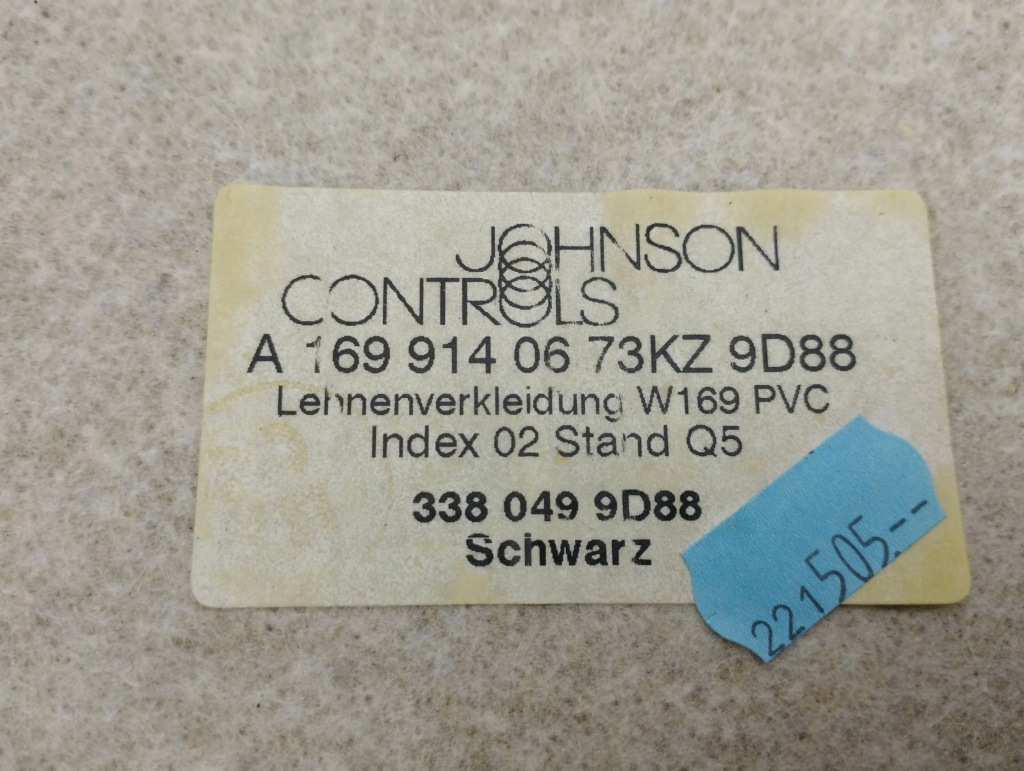 JOHNSON
CONTROLS
A 169 914 06 73KZ 9D88
Lehnenverkleidung W169 PVC
Index 02 Stand Q5
338 049 9D88
Schwarz
221505.--